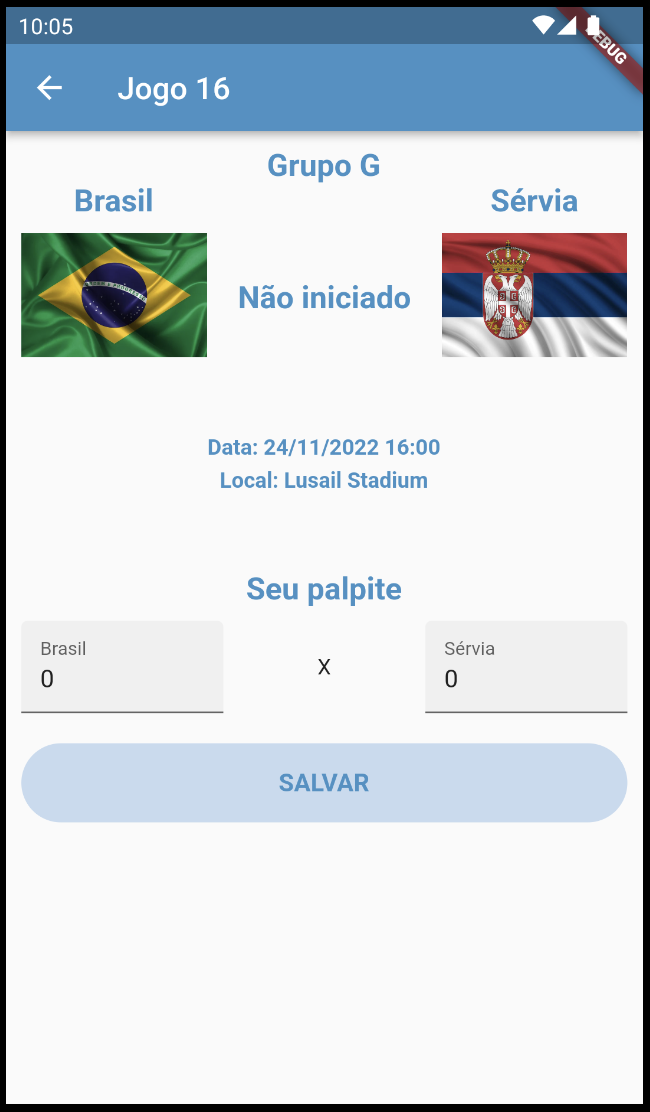 10:05
DEBUG
Jogo 16
Grupo G
Brasil
Sérvia
Não iniciado
Data: 24/11/2022 16:00
Local: Lusail Stadium
Seu palpite
Brasil
0
X
Sérvia
0
SALVAR